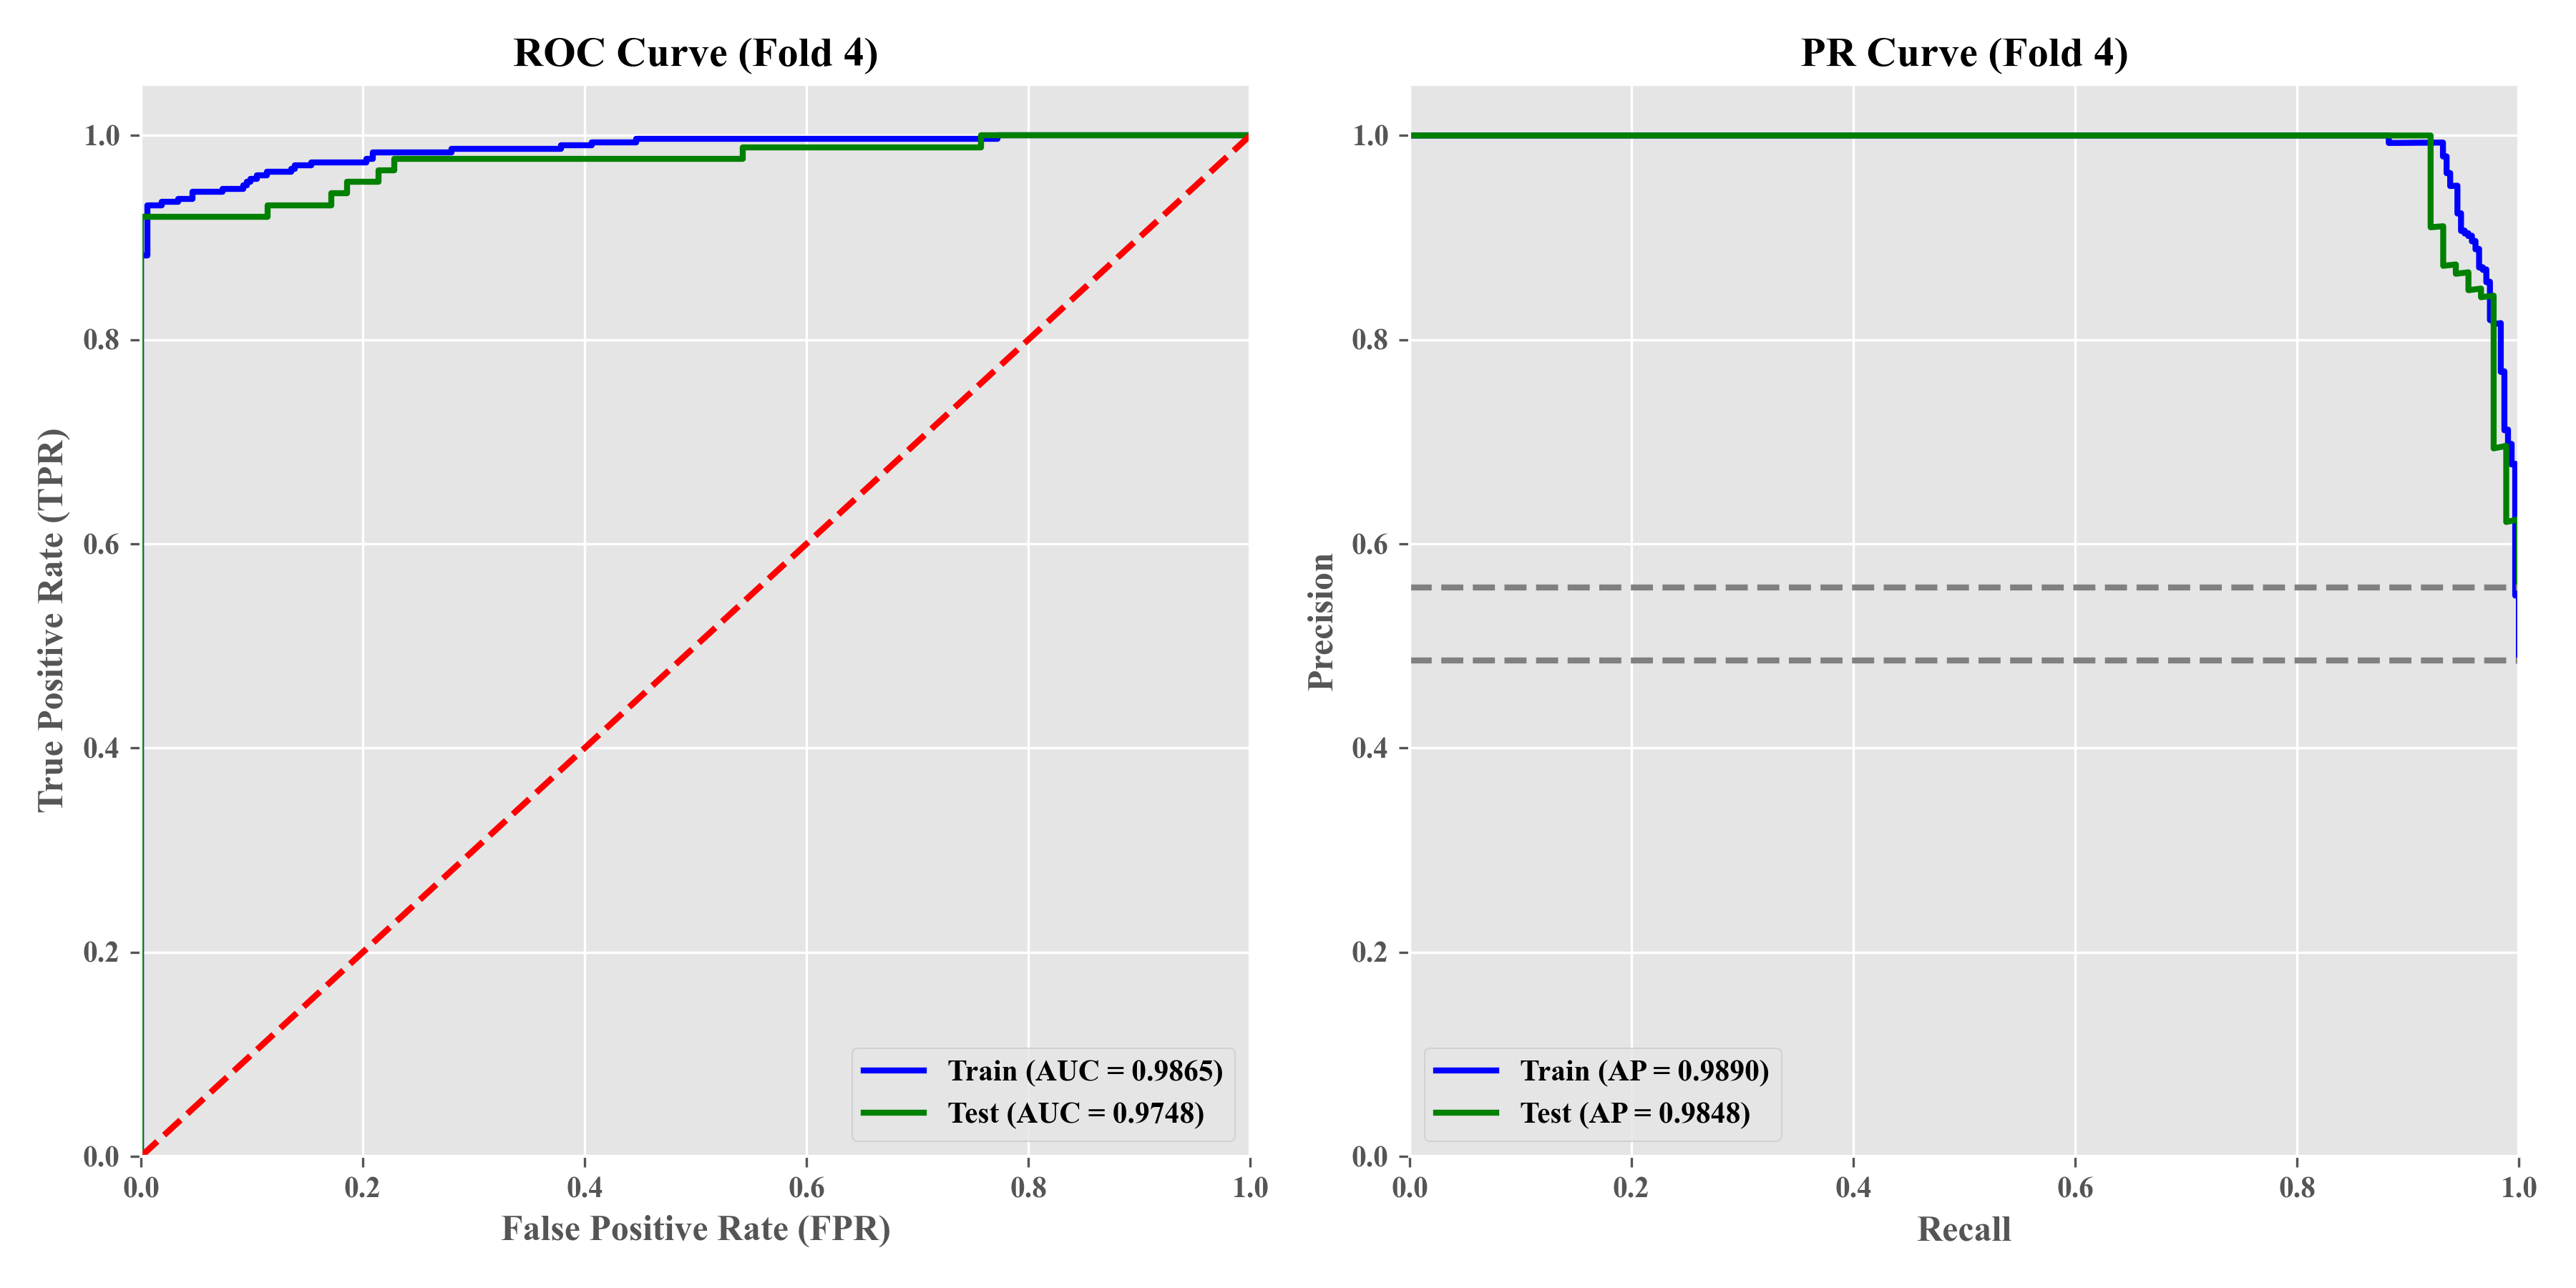 ROC Curve (Fold 4)
True Positive Rate (TPR)
1.0
0.8
0.6
0.4
0.2
0.0
0.0 0.2 0.4 0.6 0.8 1.0
False Positive Rate (FPR)
Train (AUC = 0.9865)
Test (AUC = 0.9748)
PR Curve (Fold 4)
Precision
1.0
0.8
0.6
0.4
0.2
0.0
0.0 0.2 0.4 0.6 0.8 1.0
Recall
Train (AP = 0.9890)
Test (AP = 0.9848)